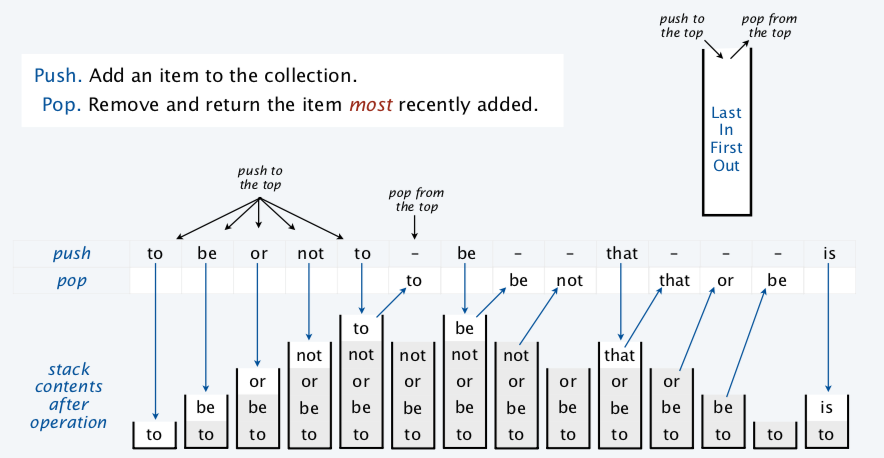 push to
the top
pop from
the top
Push. Add an item to the collection.
Pop. Remove and return the item most recently added.
Last
In
First
Out
push to
the top
pop from
the top
push to be or not to – be – – that – – – is
pop to be not that or be
to be
not not not not not that
or or or or or or or or or
be be be be be be be be be be is
to to to to to to to to to to to to to to
stack
contents
after
operation